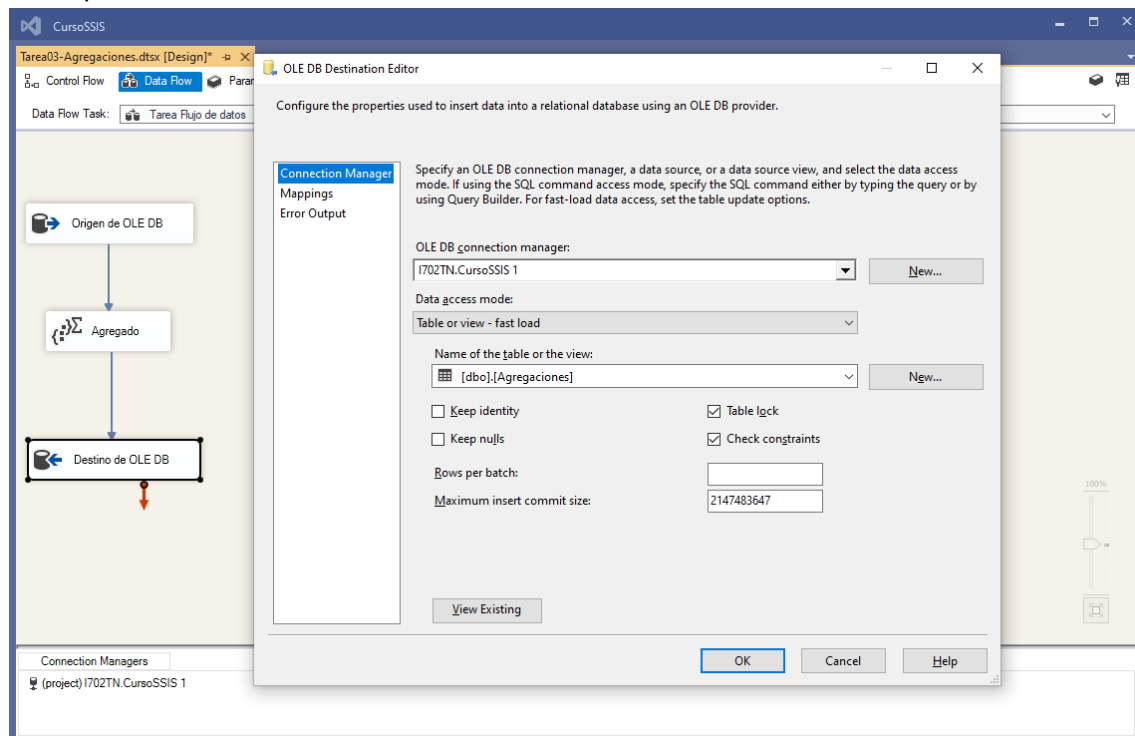 CursoSSIS
Tarea03-Agregaciones.dtsx [Design]*
Control Flow Data Flow Parar
Data Flow Task: Tarea Flujo de datos
Origen de OLE DB
Agregado
Destino de OLE DB
100%
OLE DB Destination Editor
Configure the properties used to insert data into a relational database using an OLE DB provider.
Connection Manager
Mappings
Error Output
Specify an OLE DB connection manager, a data source, or a data source view, and select the data access
mode. If using the SQL command access mode, specify the SQL command either by typing the query or by
using Query Builder. For fast-load data access, set the table update options.
OLE DB connection manager:
I702TN.CursoSSIS 1 New...
Data access mode:
Table or view - fast load
Name of the table or the view:
[dbo].[Agregaciones] New...
Keep identity Table lock
Keep nulls Check constraints
Rows per batch:
Maximum insert commit size: 2147483647
View Existing
OK Cancel Help
Connection Managers
(project) I702TN.CursoSSIS 1